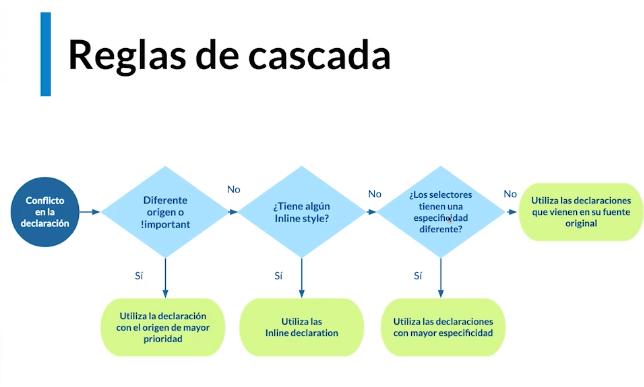 Reglas de cascada
Conflicto
en la
declaración
Diferente
origen o
!important
No
¿Tiene algún
Inline style?
No
¿Los selectores
tienen una
especificidad
diferente?
No
Utiliza las declaraciones
que vienen en su fuente
original
Sí
Sí
Sí
Utiliza la declaración
con el origen de mayor
prioridad
Utiliza las
Inline declaration
Utiliza las declaraciones
con mayor especificidad